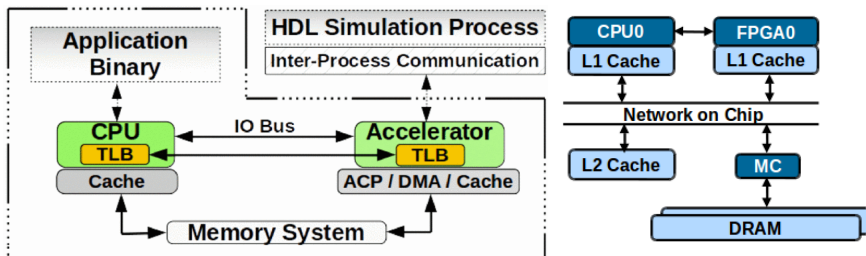 Application
Binary
HDL Simulation Process
Inter-Process Communication
CPU
TLB
Cache
IO Bus
Accelerator
TLB
ACP / DMA / Cache
Memory System
CPU0
L1 Cache
FPGA0
L1 Cache
Network on Chip
L2 Cache
MC
DRAM